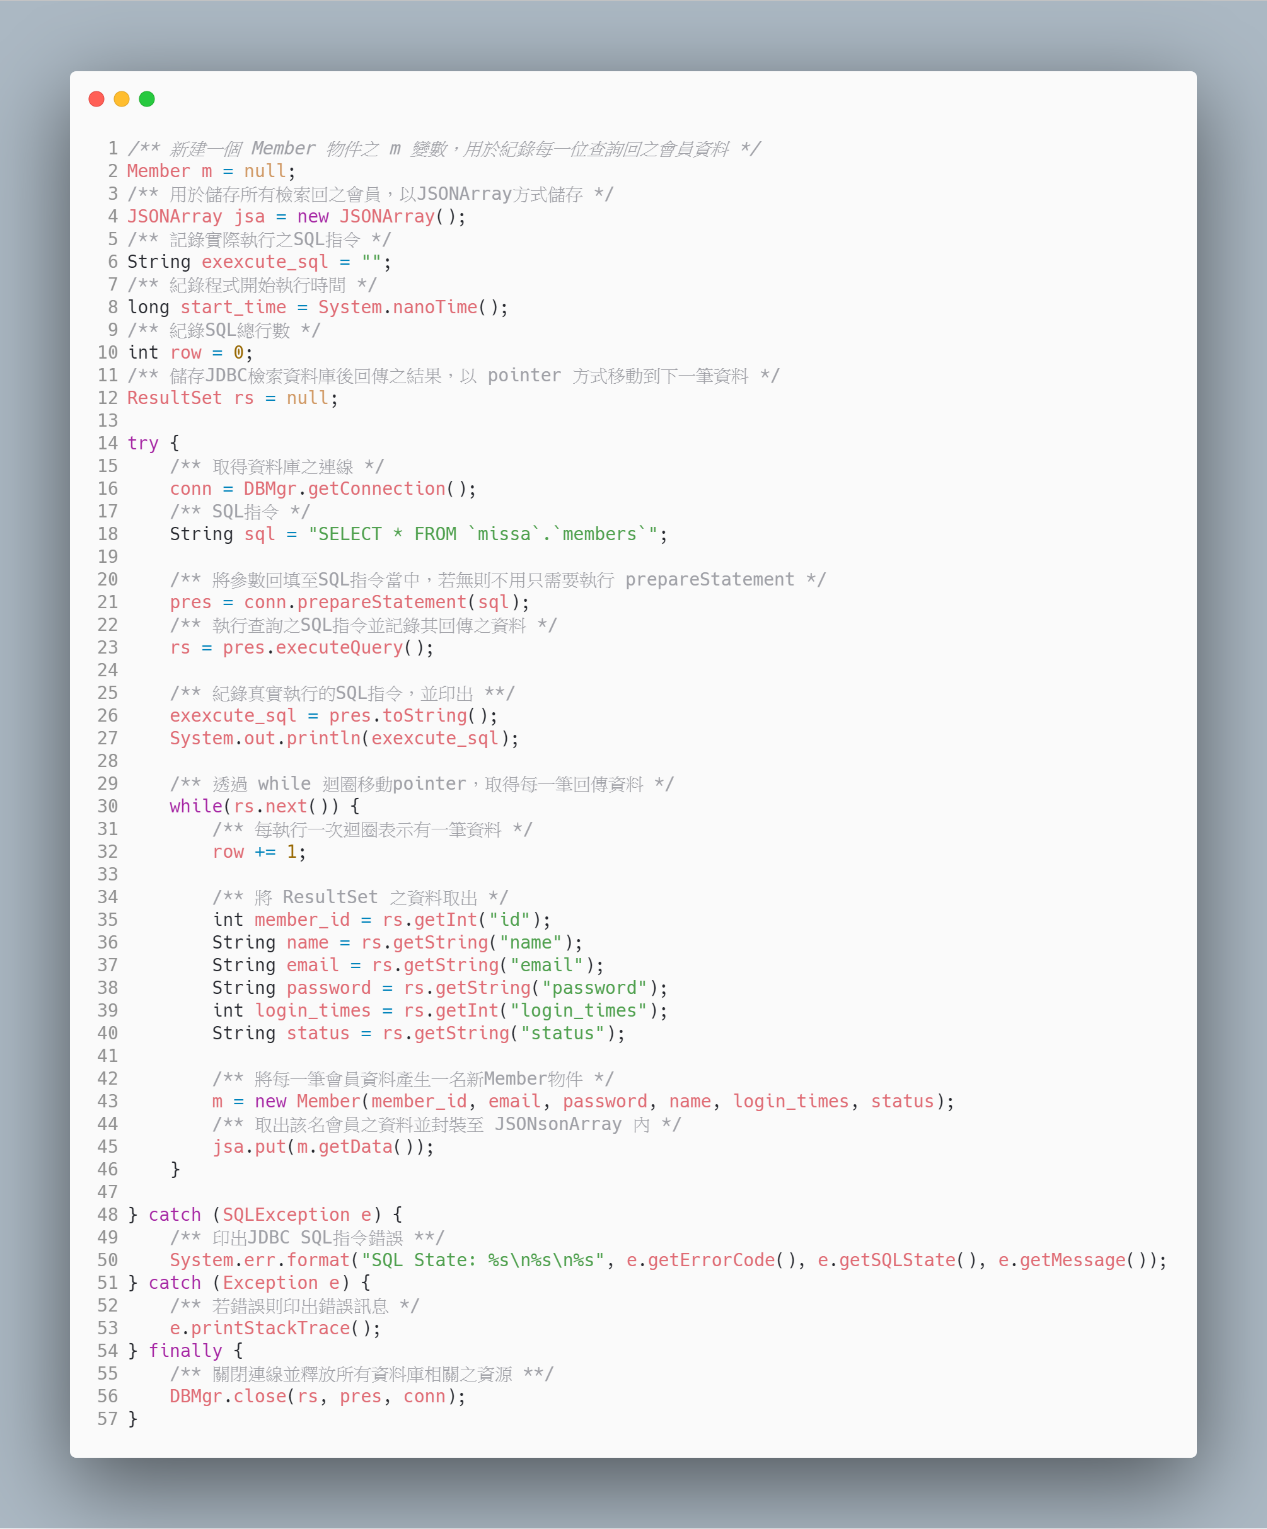 1 /** 新建一個 Member 物件之 m 變數，用於紀錄每一位查詢回之會員資料 */
2 Member m = null;
3 /** 用於儲存所有檢索回之會員，以JSONArray方式儲存 */
4 JSONArray jsa = new JSONArray();
5 /** 記錄實際執行之SQL指令 */
6 String exexcute_sql = "";
7 /** 紀錄程式開始執行時間 */
8 long start_time = System.nanoTime();
9 /** 紀錄SQL總行數 */
10 int row = 0;
11 /** 儲存JDBC檢索資料庫後回傳之結果，以 pointer 方式移動到下一筆資料 */
12 ResultSet rs = null;
13
14 try {
15     /** 取得資料庫之連線 */
16     conn = DBMgr.getConnection();
17     /** SQL指令 */
18     String sql = "SELECT * FROM `missa`.`members`";
19
20     /** 將參數回填至SQL指令當中，若無則不用只需要執行 prepareStatement */
21     pres = conn.prepareStatement(sql);
22     /** 執行查詢之SQL指令並記錄其回傳之資料 */
23     rs = pres.executeQuery();
24
25     /** 紀錄真實執行的SQL指令，並印出 **/
26     exexcute_sql = pres.toString();
27     System.out.println(exexcute_sql);
28
29     /** 透過 while 迴圈移動pointer，取得每一筆回傳資料 */
30     while(rs.next()) {
31         /** 每執行一次迴圈表示有一筆資料 */
32         row += 1;
33
34         /** 將 ResultSet 之資料取出 */
35         int member_id = rs.getInt("id");
36         String name = rs.getString("name");
37         String email = rs.getString("email");
38         String password = rs.getString("password");
39         int login_times = rs.getInt("login_times");
40         String status = rs.getString("status");
41
42         /** 將每一筆會員資料產生一名新Member物件 */
43         m = new Member(member_id, email, password, name, login_times, status);
44         /** 取出該名會員之資料並封裝至 JSONsonArray 內 */
45         jsa.put(m.getData());
46     }
47
48 } catch (SQLException e) {
49     /** 印出JDBC SQL指令錯誤 **/
50     System.err.format("SQL State: %s\n%s\n%s", e.getErrorCode(), e.getSQLState(), e.getMessage());
51 } catch (Exception e) {
52     /** 若錯誤則印出錯誤訊息 */
53     e.printStackTrace();
54 } finally {
55     /** 關閉連線並釋放所有資料庫相關之資源 **/
56     DBMgr.close(rs, pres, conn);
57 }